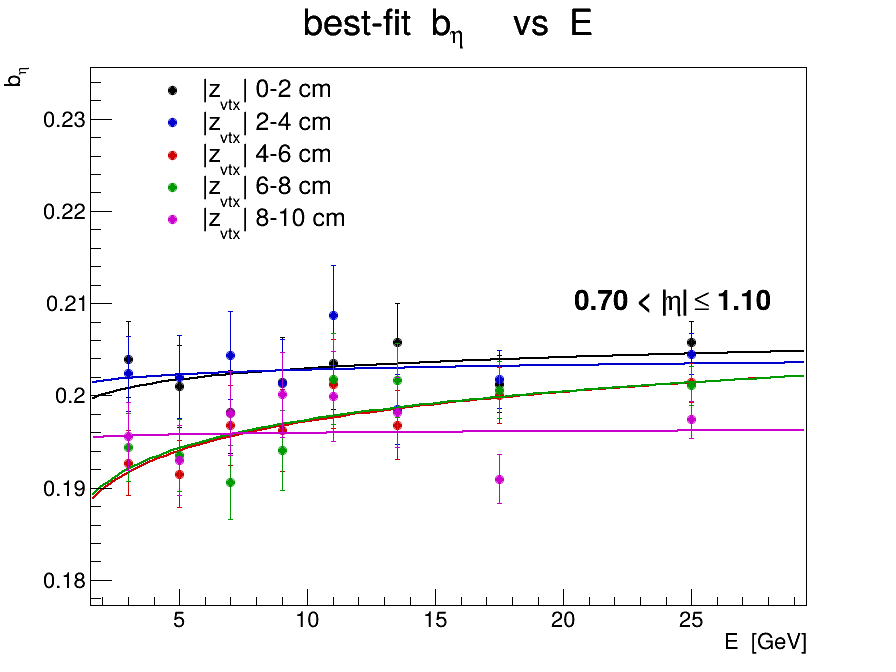 best-fit b_η vs E
b_η
|z_vtx| 0-2 cm
|z_vtx| 2-4 cm
|z_vtx| 4-6 cm
|z_vtx| 6-8 cm
|z_vtx| 8-10 cm
0.70 < |η| ≤ 1.10
0.23
0.22
0.21
0.2
0.19
0.18
5 10 15 20 25
E [GeV]